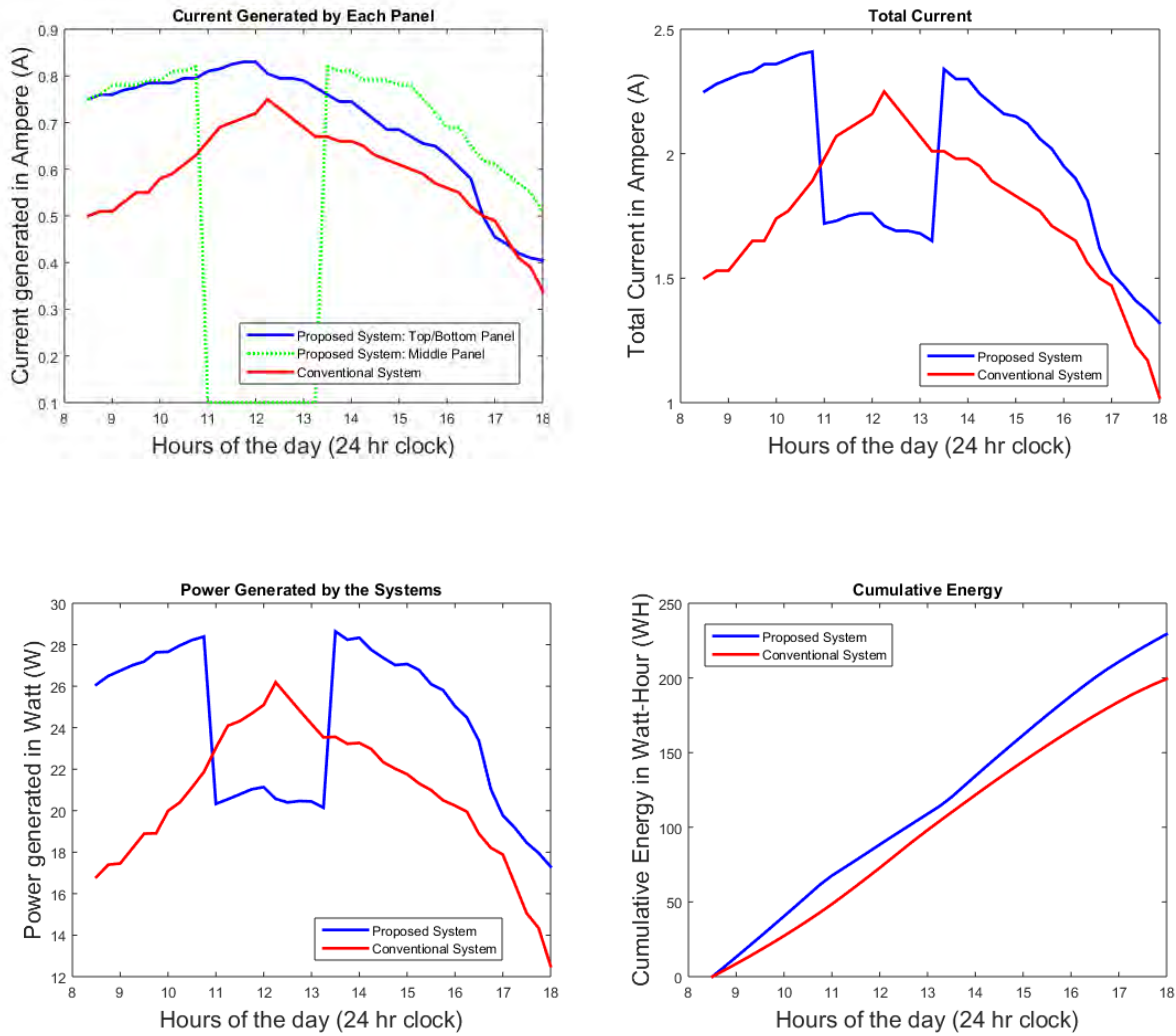 Current Generated by Each Panel
Current generated in Ampere (A)
0.9
0.8
0.7
0.6
0.5
0.4
0.3
0.2
0.1
Proposed System: Top/Bottom Panel
Proposed System: Middle Panel
Conventional System
8 9 10 11 12 13 14 15 16 17 18
Hours of the day (24 hr clock)
Total Current
Total Current in Ampere (A)
2.5
2
1.5
1
Proposed System
Conventional System
8 9 10 11 12 13 14 15 16 17 18
Hours of the day (24 hr clock)
Power Generated by the Systems
Power generated in Watt (W)
30
28
26
24
22
20
18
16
14
12
Proposed System
Conventional System
8 9 10 11 12 13 14 15 16 17 18
Hours of the day (24 hr clock)
Cumulative Energy
Cumulative Energy in Watt-Hour (WH)
250
200
150
100
50
0
Proposed System
Conventional System
8 9 10 11 12 13 14 15 16 17 18
Hours of the day (24 hr clock)